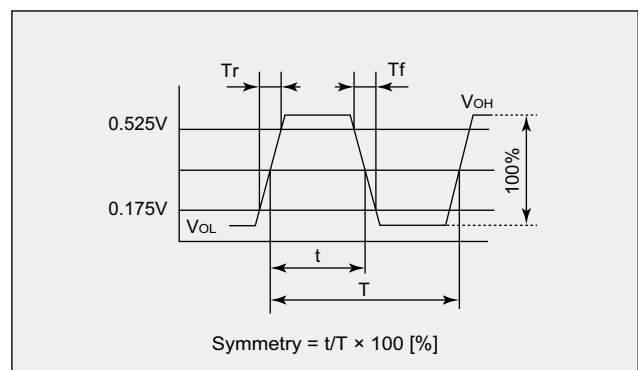 Tr
Tf
VOH
0.525V
100%
0.175V
VOL
t
T
Symmetry = t/T × 100 [%]